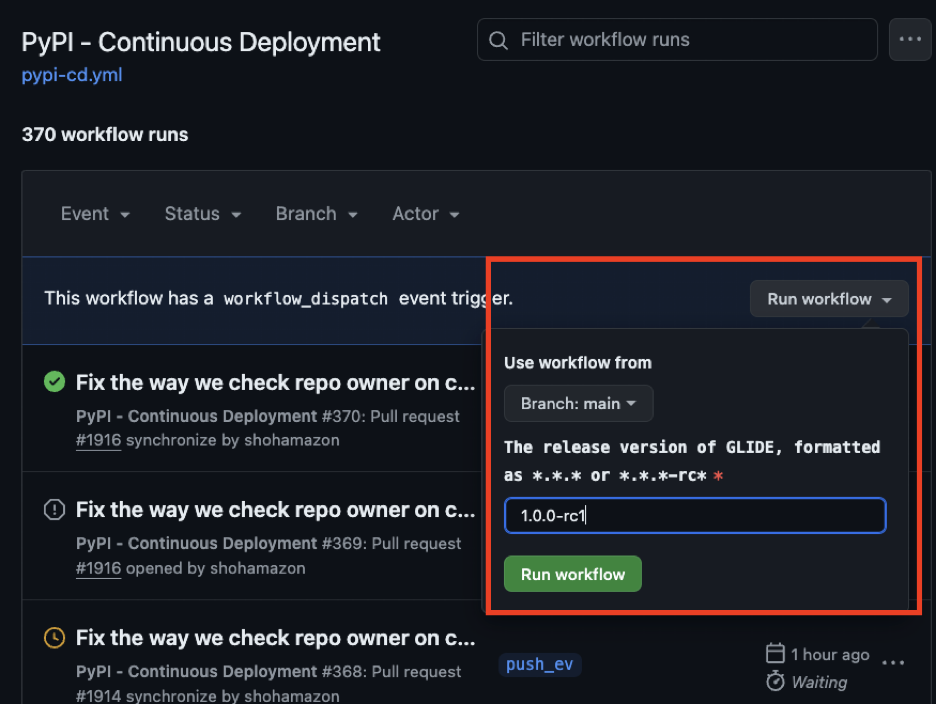 PyPI - Continuous Deployment
Filter workflow runs
pypi-cd.yml
370 workflow runs
Event
Status
Branch
Actor
This workflow has a workflow_dispatch event trigger.
Run workflow
Use workflow from
Branch: main
The release version of GLIDE, formatted
as *.*.* or *.*.*-rc* *
1.0.0-rc1
Run workflow
Fix the way we check repo owner on c...
PyPI - Continuous Deployment #370: Pull request
#1916 synchronize by shohamazon
Fix the way we check repo owner on c...
PyPI - Continuous Deployment #369: Pull request
#1916 opened by shohamazon
Fix the way we check repo owner on c...
PyPI - Continuous Deployment #368: Pull request
#1914 synchronize by shohamazon
push_ev
1 hour ago
Waiting